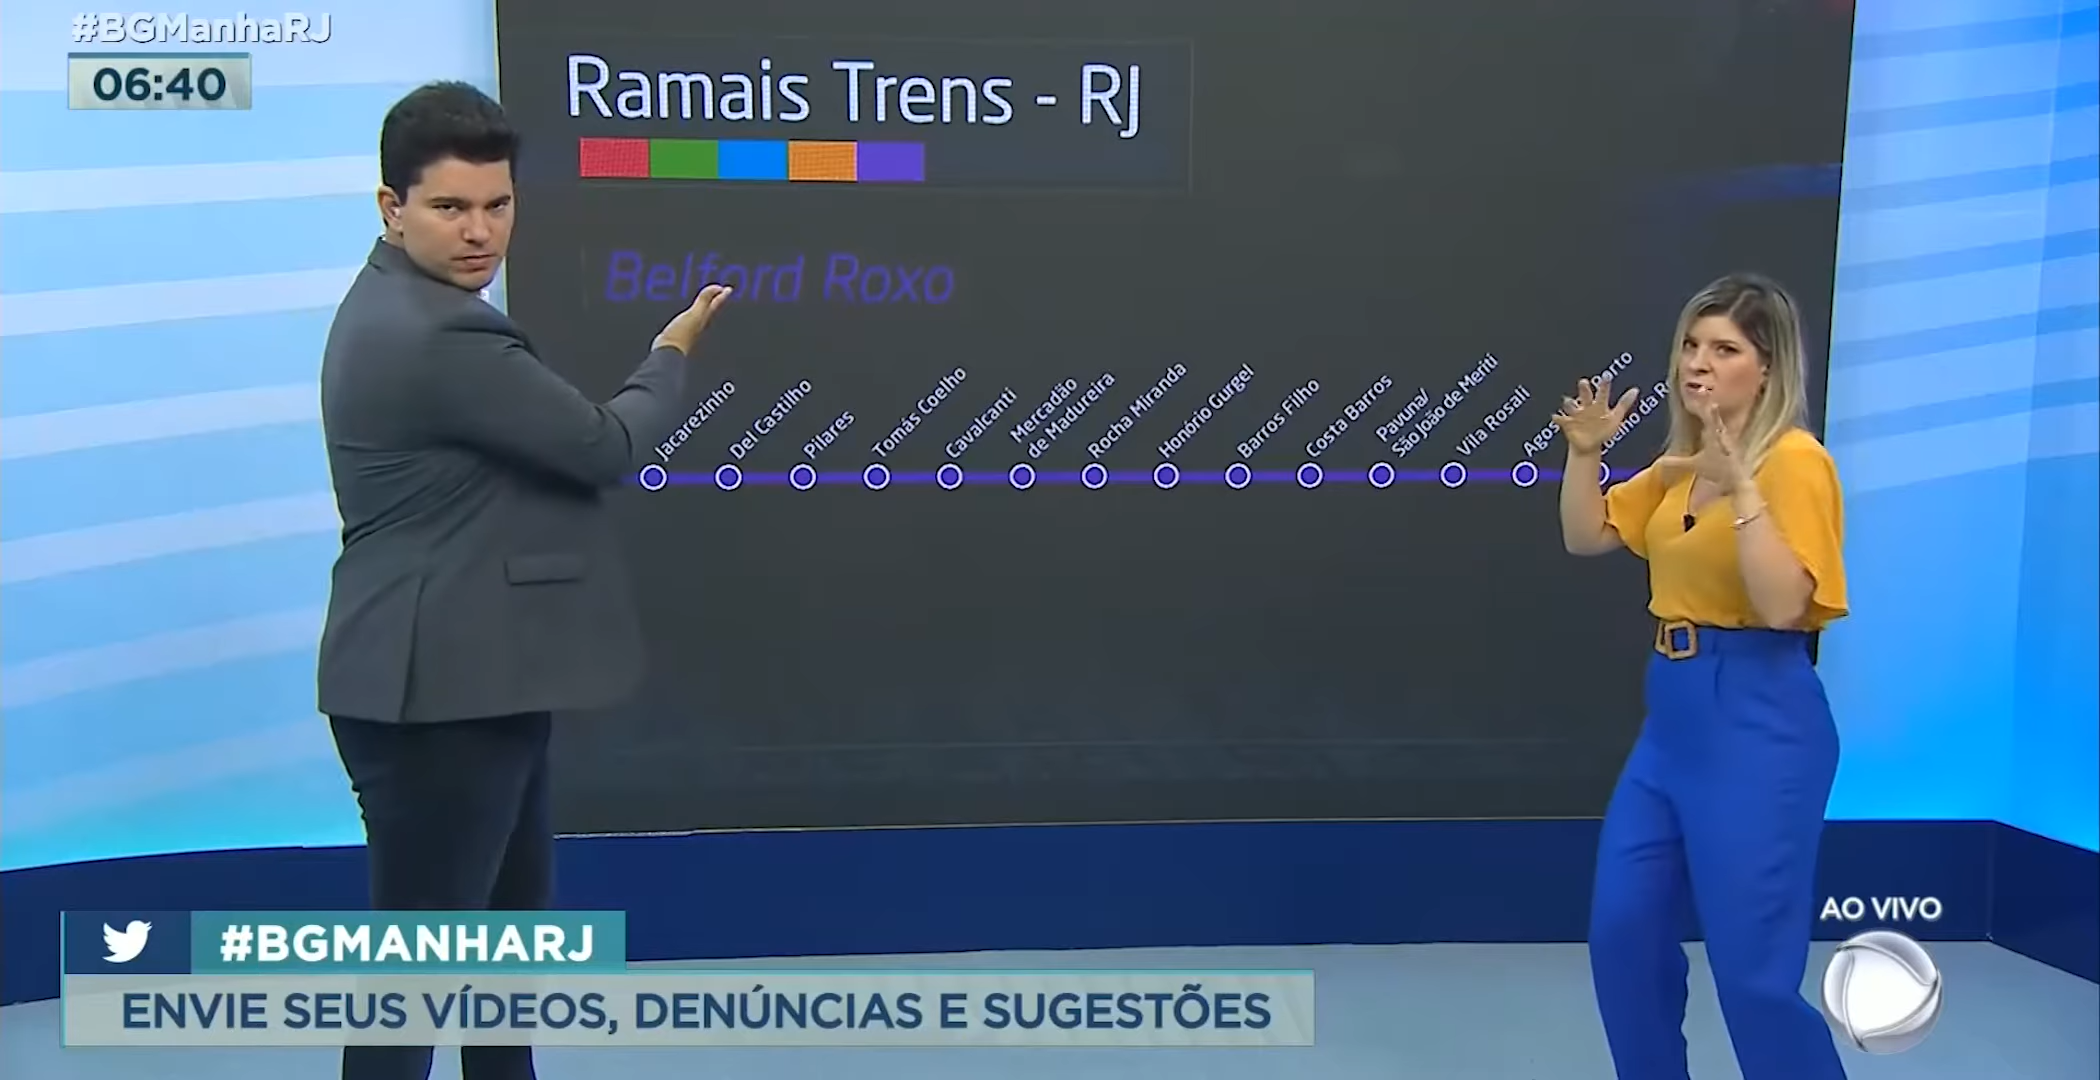 #BGManhaRJ
06:40
Ramais Trens - RJ
Belford Roxo
Jacarezinho
Del Castilho
Pilares
Tomás Coelho
Cavalcanti
Mercadão
de Madureira
Rocha Miranda
Honório Gurgel
Barros Filho
Costa Barros
Pavuna/
São João de Meriti
Vila Rosali
Porto
da
AO VIVO
#BGMANHARJ
ENVIE SEUS VÍDEOS, DENÚNCIAS E SUGESTÕES